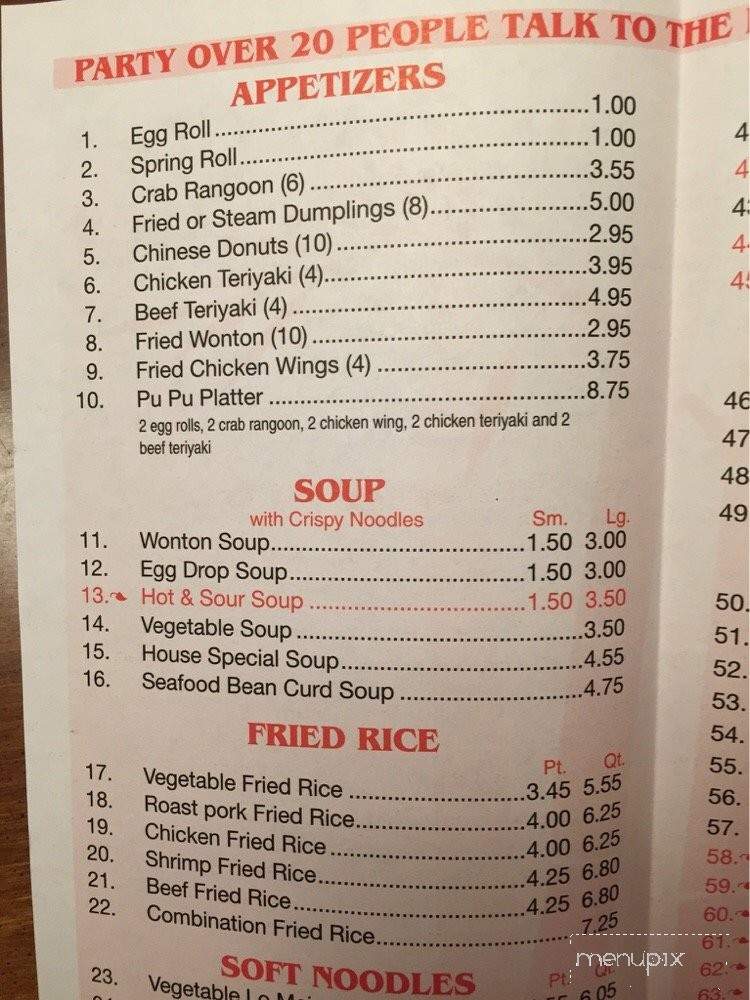 PARTY OVER 20 PEOPLE TALK TO THE
APPETIZERS
1. Egg Roll 1.00
2. Spring Roll 1.00
3. Crab Rangoon (6) 3.55
4. Fried or Steam Dumplings (8) 5.00
5. Chinese Donuts (10) 2.95
6. Chicken Teriyaki (4) 3.95
7. Beef Teriyaki (4) 4.95
8. Fried Wonton (10) 2.95
9. Fried Chicken Wings (4) 3.75
10. Pu Pu Platter 8.75
2 egg rolls, 2 crab rangoon, 2 chicken wing, 2 chicken teriyaki and 2
beef teriyaki
SOUP
with Crispy Noodles Sm. Lg.
11. Wonton Soup 1.50 3.00
12. Egg Drop Soup 1.50 3.00
13. Hot & Sour Soup 1.50 3.50
14. Vegetable Soup 3.50
15. House Special Soup 4.55
16. Seafood Bean Curd Soup 4.75
FRIED RICE
Pt. Qt.
17. Vegetable Fried Rice 3.45 5.55
18. Roast pork Fried Rice 4.00 6.25
19. Chicken Fried Rice 4.00 6.25
20. Shrimp Fried Rice 4.25 6.80
21. Beef Fried Rice 4.25 6.80
22. Combination Fried Rice 7.25
SOFT NOODLES
Pt. Qt.
23. Vegetable Lo 6.05
46
47
48
49
50.
51.
52.
53.
54.
55.
56.
57.
58.
59.
60.
61.
62.
63.
menupix